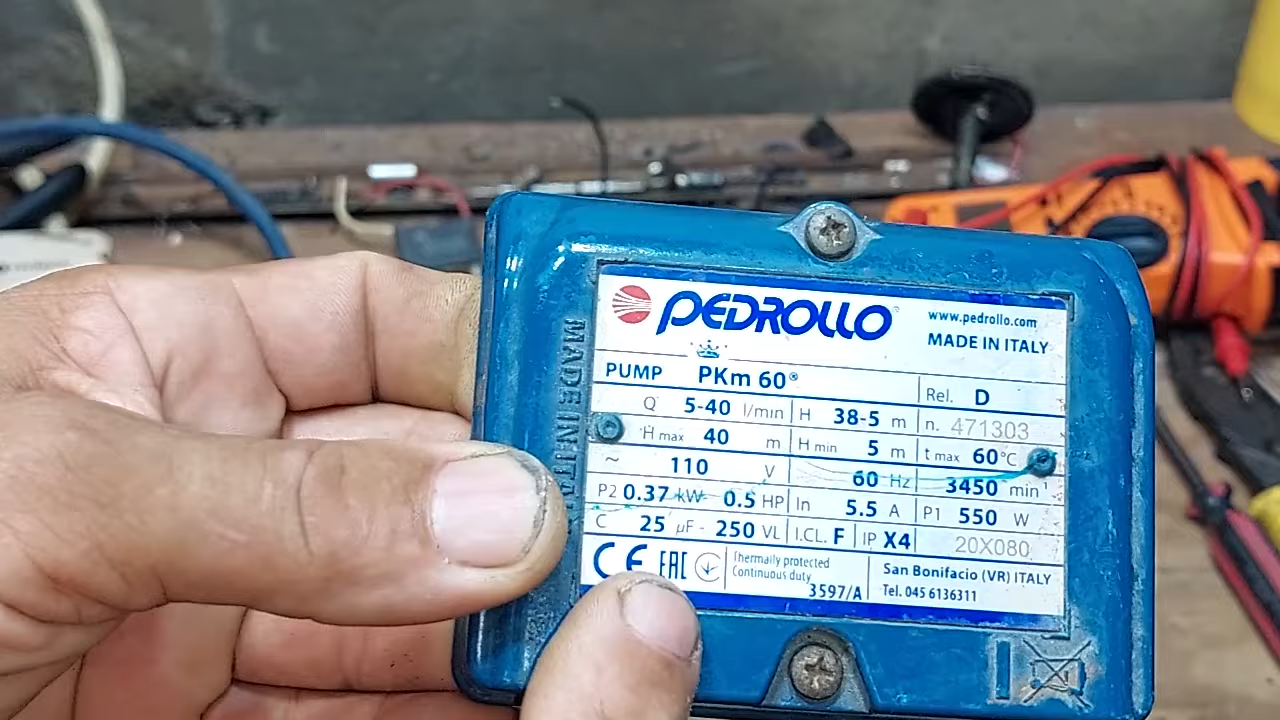 PEDROLLO
www.pedrollo.com
MADE IN ITALY
PUMP PKm 60® Rel. D
Q 5-40 l/min H 38-5 m n. 471303
H max 40 m H min 5 m t max 60°C
~ 110 V 60 Hz 3450 min⁻¹
P2 0.37 kW 0.5 HP In 5.5 A P1 550 W
C 25 µF - 250 VL I.CL. F IP X4 20X080
CE EAC
Thermally protected
Continuous duty
3597/A
San Bonifacio (VR) ITALY
Tel. 045 6136311
MADE IN ITALY